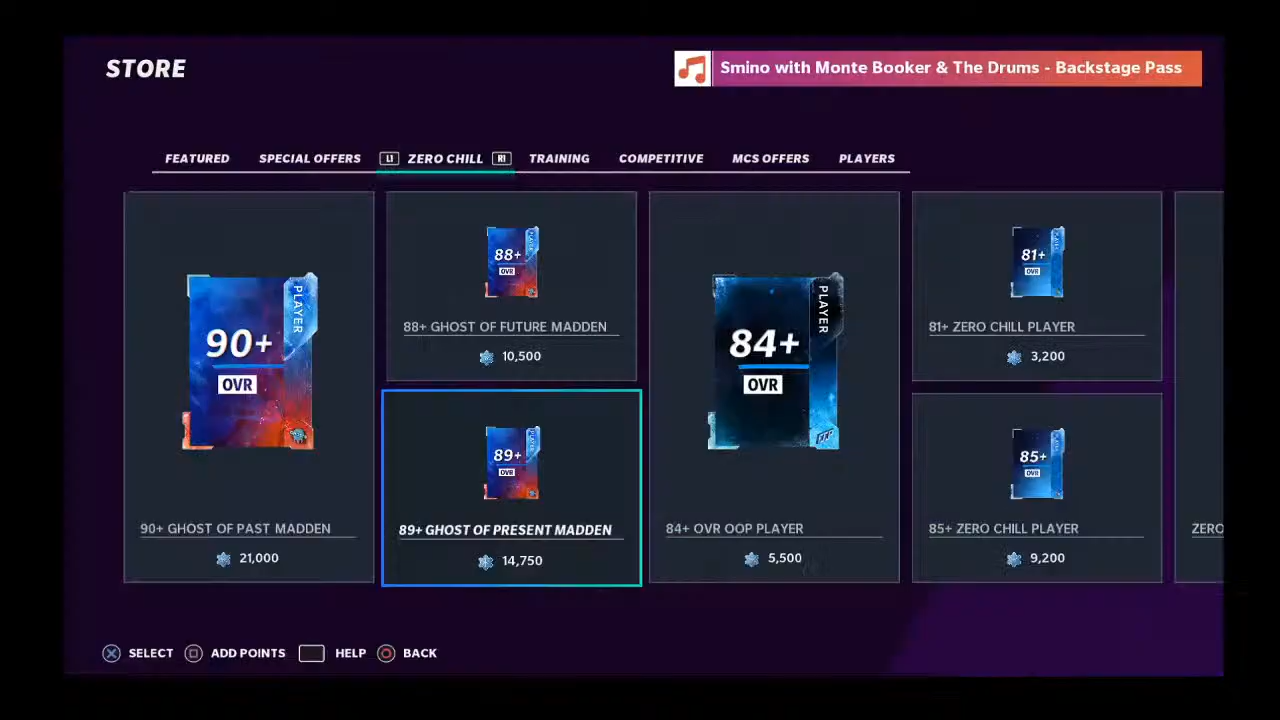 STORE
Smino with Monte Booker & The Drums - Backstage Pass
FEATURED SPECIAL OFFERS L1 ZERO CHILL R1 TRAINING COMPETITIVE MCS OFFERS PLAYERS
90+
OVR
PLAYER
90+ GHOST OF PAST MADDEN
21,000
88+
OVR
PLAYER
88+ GHOST OF FUTURE MADDEN
10,500
89+
OVR
PLAYER
89+ GHOST OF PRESENT MADDEN
14,750
84+
OVR
PLAYER
84+ OVR OOP PLAYER
5,500
81+
OVR
PLAYER
81+ ZERO CHILL PLAYER
3,200
85+
OVR
PLAYER
85+ ZERO CHILL PLAYER
9,200
ZERO
SELECT ADD POINTS HELP BACK